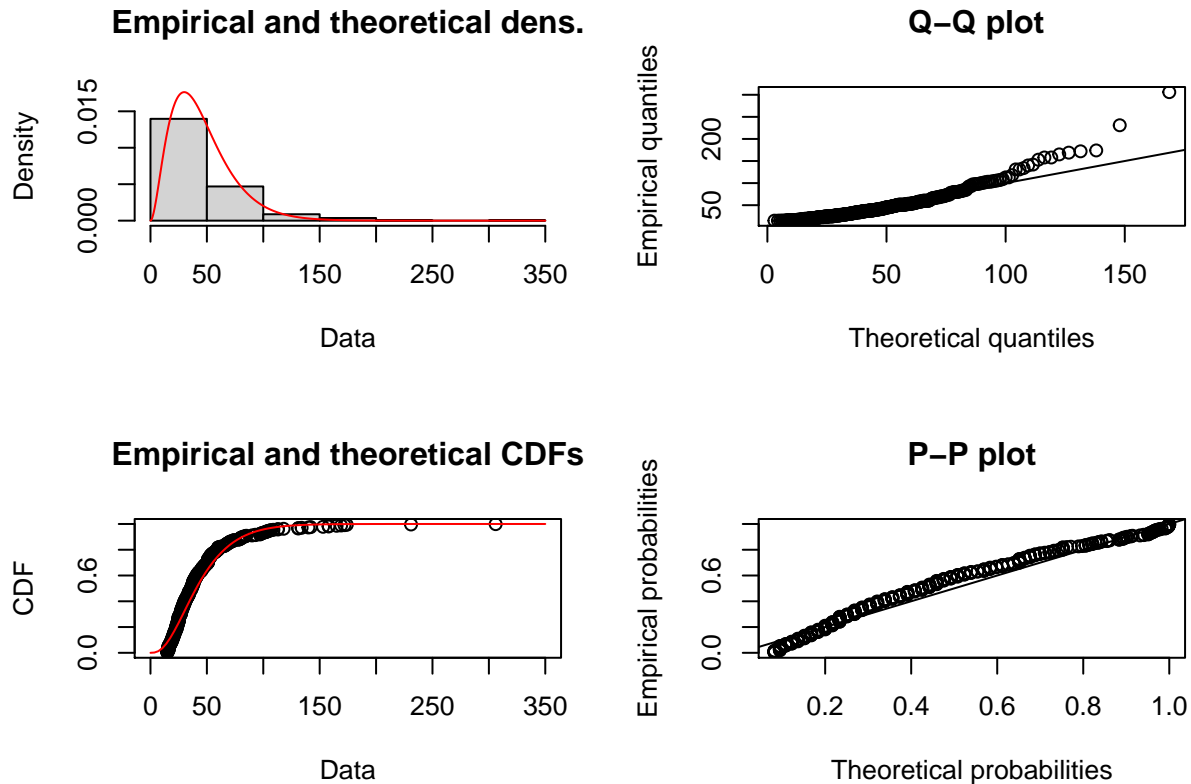 Empirical and theoretical dens.
Density
0.000 0.015
0 50 150 250 350
Data
Q−Q plot
Empirical quantiles
50 200
0 50 100 150
Theoretical quantiles
Empirical and theoretical CDFs
CDF
0.0 0.6
0 50 150 250 350
Data
P−P plot
Empirical probabilities
0.0 0.6
0.2 0.4 0.6 0.8 1.0
Theoretical probabilities